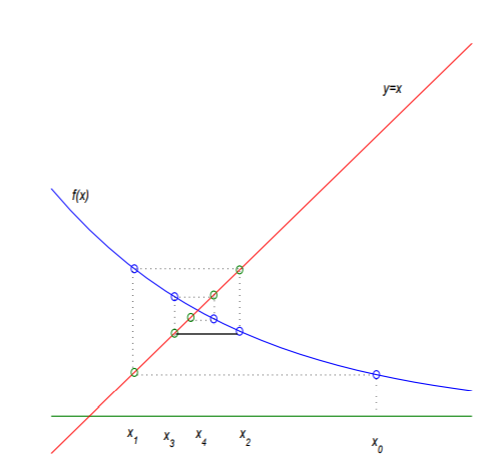 y=x
f(x)
x₁ x₃ x₄ x₂ x₀